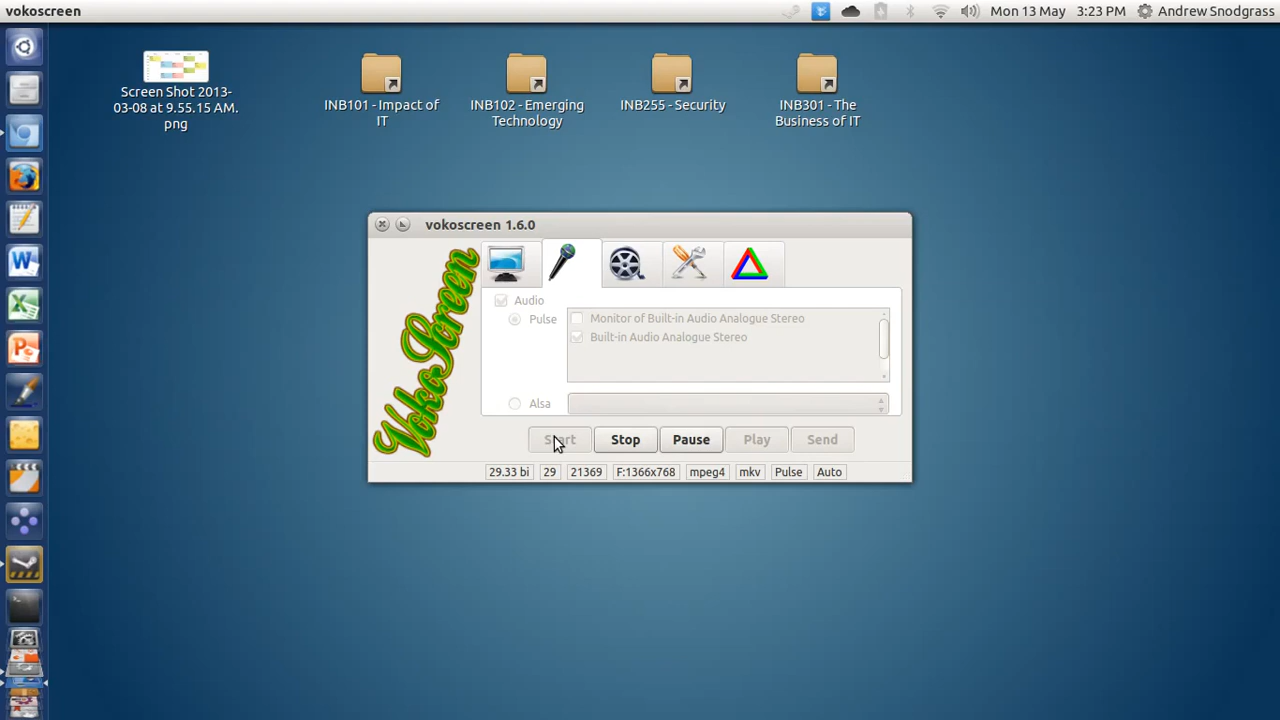 vokoscreen
Mon 13 May
3:23 PM
Andrew Snodgrass
Screen Shot 2013-
03-08 at 9.55.15 AM.
png
INB101 - Impact of
IT
INB102 - Emerging
Technology
INB255 - Security
INB301 - The
Business of IT
vokoscreen 1.6.0
VokoScreen
Audio
Pulse
Monitor of Built-in Audio Analogue Stereo
Built-in Audio Analogue Stereo
Alsa
Start
Stop
Pause
Play
Send
29.33 bi
29
21369
F:1366x768
mpeg4
mkv
Pulse
Auto